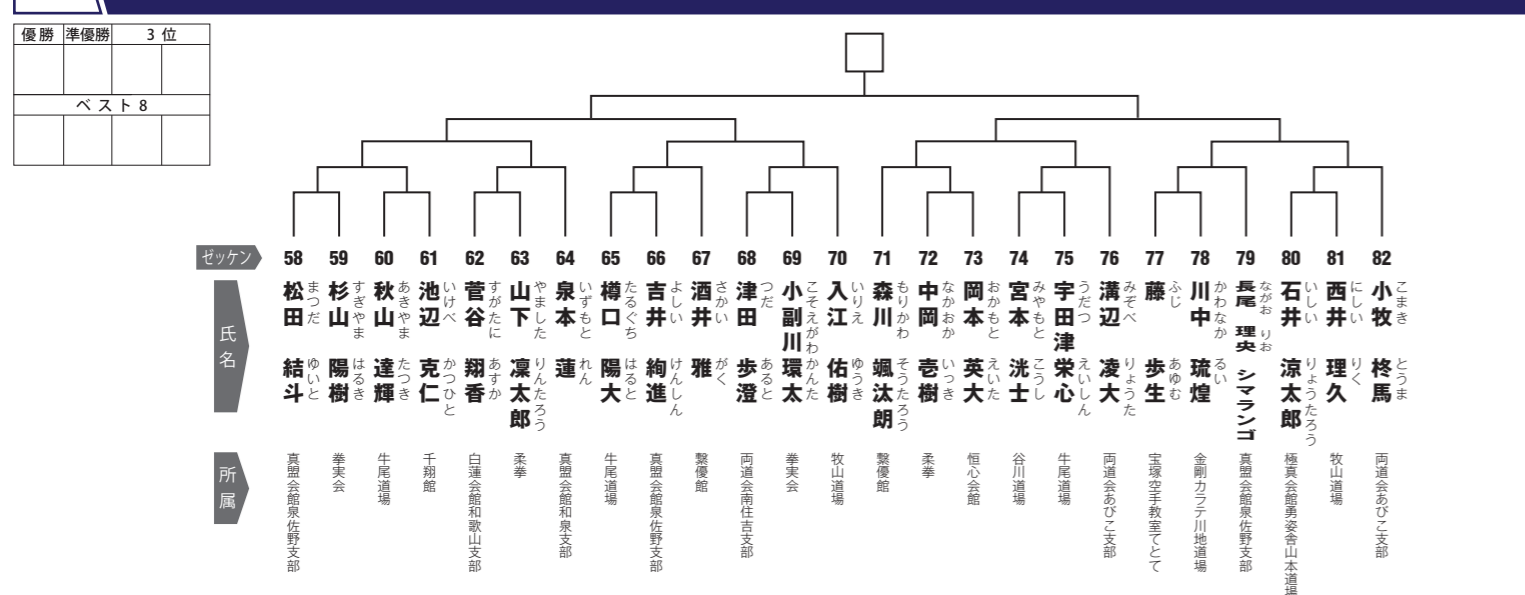 優勝 準優勝 3位
ベスト8
ゼッケン 58 59 60 61 62 63 64 65 66 67 68 69 70 71 72 73 74 75 76 77 78 79 80 81 82
氏名
松田 結斗 まつだ ゆいと
杉山 陽樹 すぎやま はるき
秋山 達輝 あきやま たつき
池辺 克仁 いけべ かつひと
菅谷 翔香 すがたに あすか
山下 凜太郎 やました りんたろう
泉本 蓮 いずもと れん
樽口 陽大 たるぐち はると
吉井 絢進 よしい けんしん
酒井 雅 さかい がく
津田 歩澄 つだ あると
小副川 環太 こそえがわ かんた
入江 佑樹 いりえ ゆうき
森川 颯汰朗 もりかわ そうたろう
中岡 壱樹 なかおか いっき
岡本 英大 おかもと えいた
宮本 洸士 みやもと こうし
宇田津 栄心 うだつ えいしん
溝辺 凌大 みぞべ りょうた
藤 歩生 ふじ あゆむ
川中 琉煌 かわなか るい
長尾 理央 シマランゴ ながお りお
石井 涼太郎 いしい りょうたろう
西井 理久 にしい りく
小牧 柊馬 こまき とうま
所属
真盟会館泉佐野支部
拳実会
牛尾道場
千翔館
白蓮会館和歌山支部
柔拳
真盟会館和泉支部
牛尾道場
真盟会館泉佐野支部
繋優館
両道会南住吉支部
拳実会
牧山道場
繋優館
柔拳
恒心会館
谷川道場
牛尾道場
両道会あびこ支部
宝塚空手教室てとて
金剛カラテ川地道場
真盟会館泉佐野支部
極真会館勇姿舎山本道場
牧山道場
両道会あびこ支部